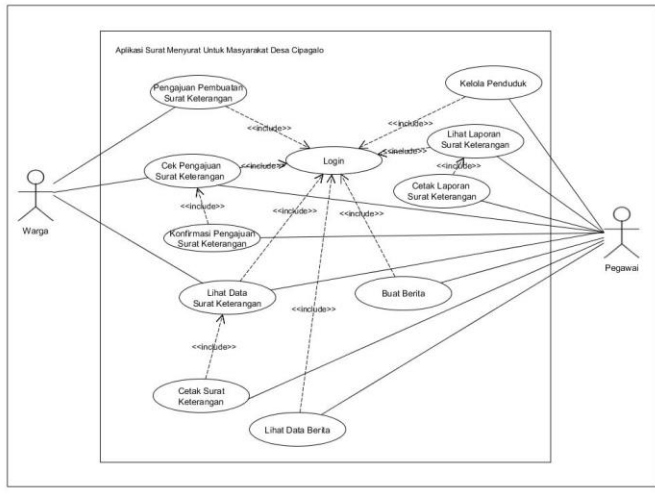 Aplikasi Surat Menyurat Untuk Masyarakat Desa Cipagalo
Pengajuan Pembuatan
Surat Keterangan
Kelola Penduduk
<<include>>
<<include>>
Login
Lihat Laporan
Surat Keterangan
<<include>>
<<include>>
Cek Pengajuan
Surat Keterangan
<<include>>
Cetak Laporan
Surat Keterangan
Warga
<<include>>
<<include>>
<<include>>
Konfirmasi Pengajuan
Surat Keterangan
Pegawai
Lihat Data
Surat Keterangan
Buat Berita
<<include>>
<<include>>
Cetak Surat
Keterangan
Lihat Data Berita